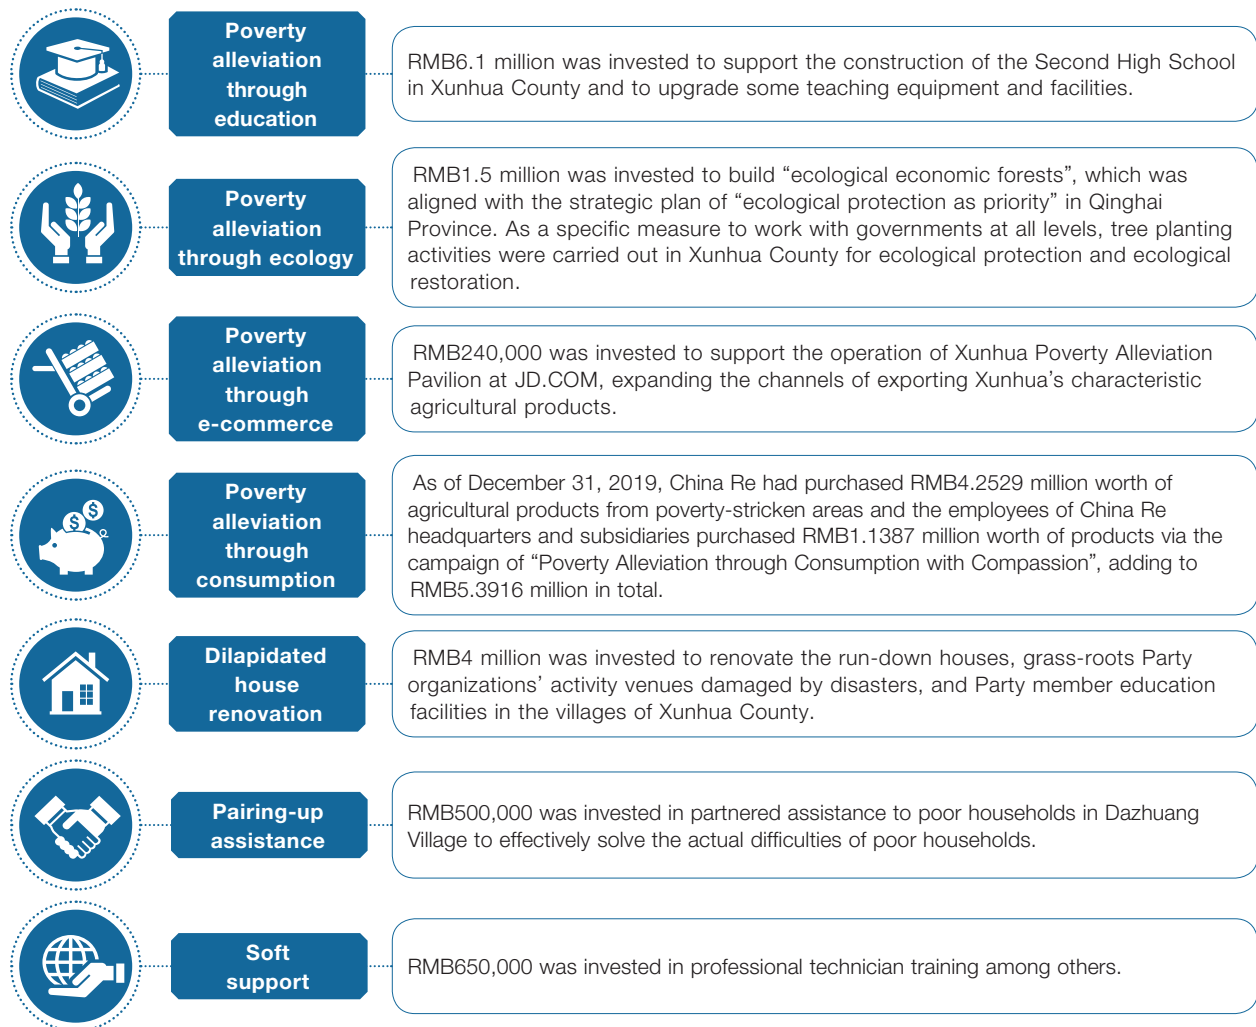 Poverty
alleviation
through
education
RMB6.1 million was invested to support the construction of the Second High School
in Xunhua County and to upgrade some teaching equipment and facilities.
Poverty
alleviation
through ecology
RMB1.5 million was invested to build “ecological economic forests”, which was
aligned with the strategic plan of “ecological protection as priority” in Qinghai
Province. As a specific measure to work with governments at all levels, tree planting
activities were carried out in Xunhua County for ecological protection and ecological
restoration.
Poverty
alleviation
through
e-commerce
RMB240,000 was invested to support the operation of Xunhua Poverty Alleviation
Pavilion at JD.COM, expanding the channels of exporting Xunhua’s characteristic
agricultural products.
Poverty
alleviation
through
consumption
As of December 31, 2019, China Re had purchased RMB4.2529 million worth of
agricultural products from poverty-stricken areas and the employees of China Re
headquarters and subsidiaries purchased RMB1.1387 million worth of products via the
campaign of “Poverty Alleviation through Consumption with Compassion”, adding to
RMB5.3916 million in total.
Dilapidated
house
renovation
RMB4 million was invested to renovate the run-down houses, grass-roots Party
organizations’ activity venues damaged by disasters, and Party member education
facilities in the villages of Xunhua County.
Pairing-up
assistance
RMB500,000 was invested in partnered assistance to poor households in Dazhuang
Village to effectively solve the actual difficulties of poor households.
Soft
support
RMB650,000 was invested in professional technician training among others.